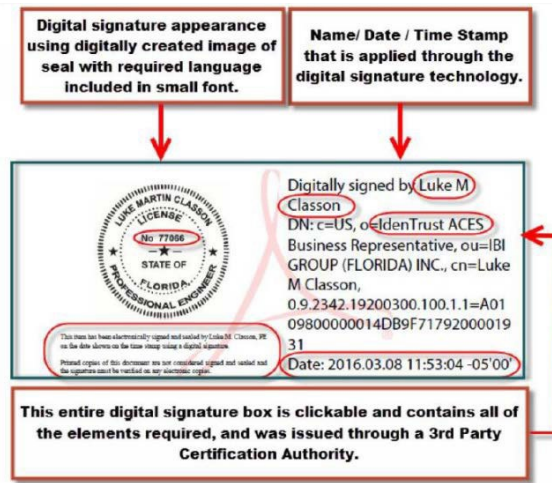 Digital signature appearance
using digitally created image of
seal with required language
included in small font.
Name/ Date / Time Stamp
that is applied through the
digital signature technology.
LUKE MARTIN CLASSON
LICENSE
No 77066
STATE OF
FLORIDA
PROFESSIONAL ENGINEER
This item has been electronically signed and sealed by Luke M. Classon, PE
on the date shown on the time stamp using a digital signature.
Printed copies of this document are not considered signed and sealed and
the signature must be verified on any electronic copies.
Digitally signed by Luke M
Classon
DN: c=US, o=IdenTrust ACES
Business Representative, ou=IBI
GROUP (FLORIDA) INC., cn=Luke
M Classon,
0.9.2342.19200300.100.1.1=A01
09800000014DB9F71792000019
31
Date: 2016.03.08 11:53:04 -05'00'
This entire digital signature box is clickable and contains all of
the elements required, and was issued through a 3rd Party
Certification Authority.